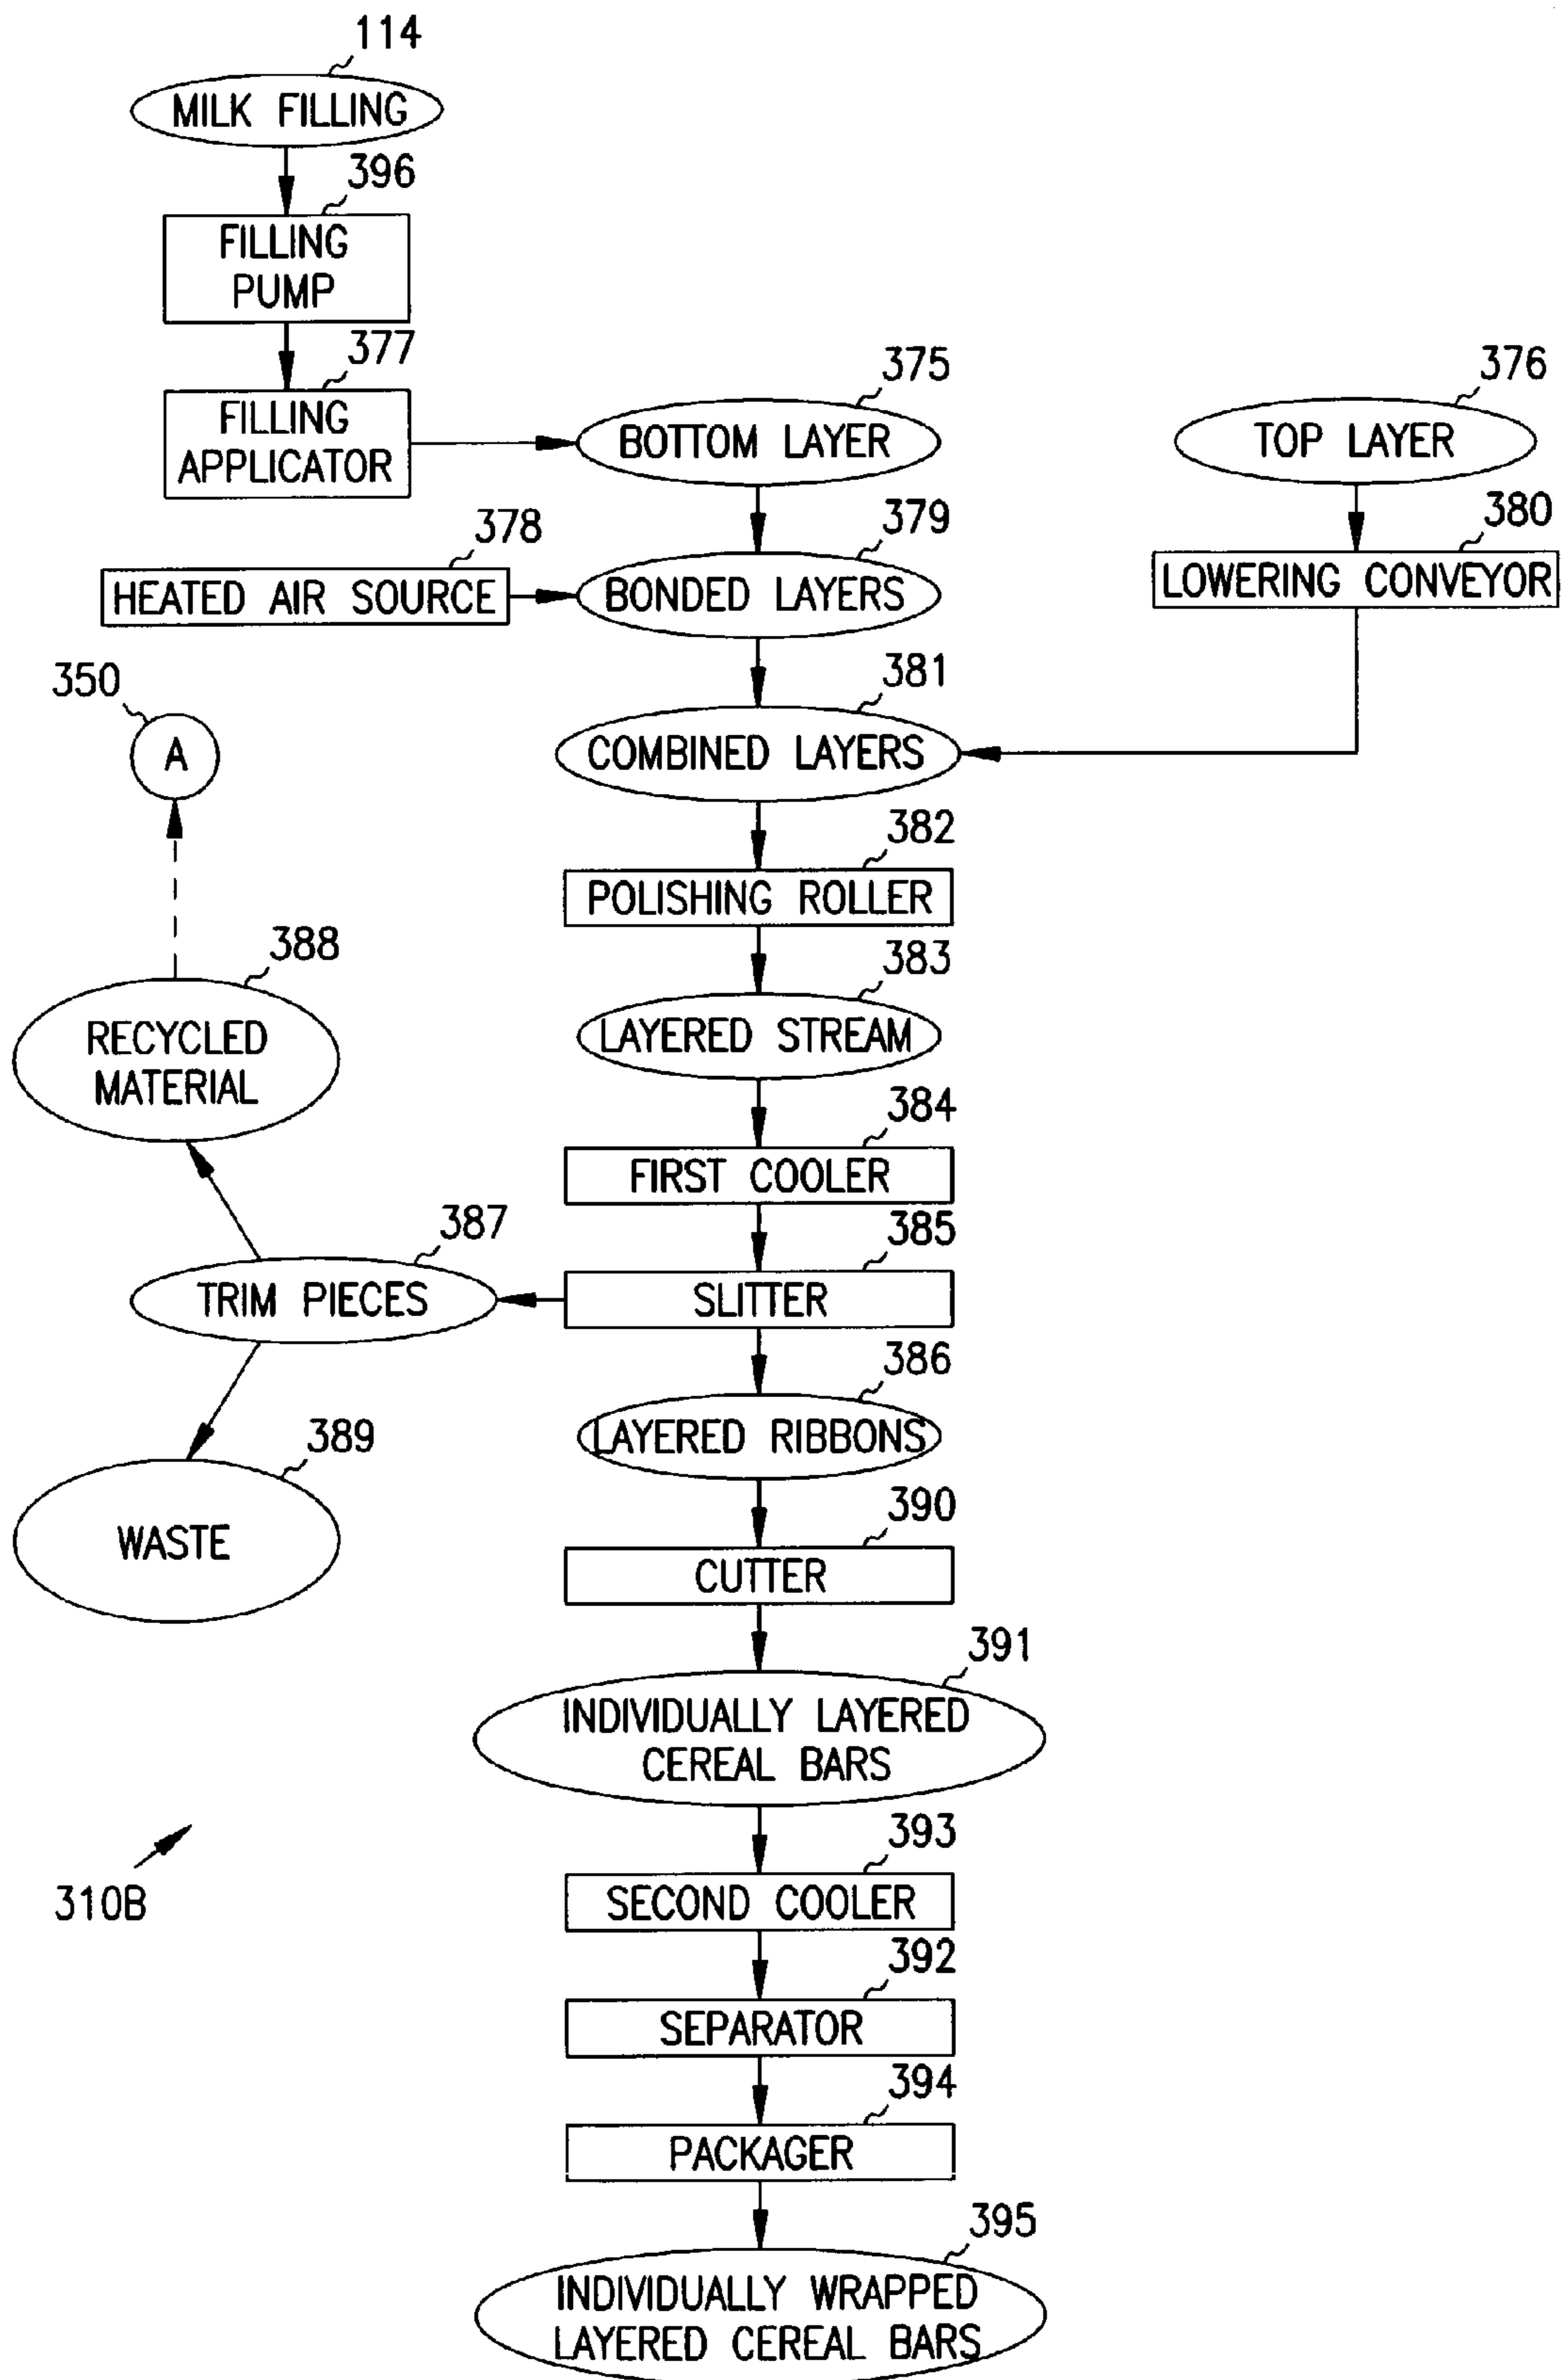 114
MILK FILLING
396
FILLING
PUMP
377
FILLING
APPLICATOR
375
BOTTOM LAYER
376
TOP LAYER
378
HEATED AIR SOURCE
379
BONDED LAYERS
380
LOWERING CONVEYOR
350
A
381
COMBINED LAYERS
382
POLISHING ROLLER
388
RECYCLED
MATERIAL
383
LAYERED STREAM
384
FIRST COOLER
387
TRIM PIECES
385
SLITTER
386
LAYERED RIBBONS
389
WASTE
390
CUTTER
391
INDIVIDUALLY LAYERED
CEREAL BARS
310B
393
SECOND COOLER
392
SEPARATOR
394
PACKAGER
395
INDIVIDUALLY WRAPPED
LAYERED CEREAL BARS